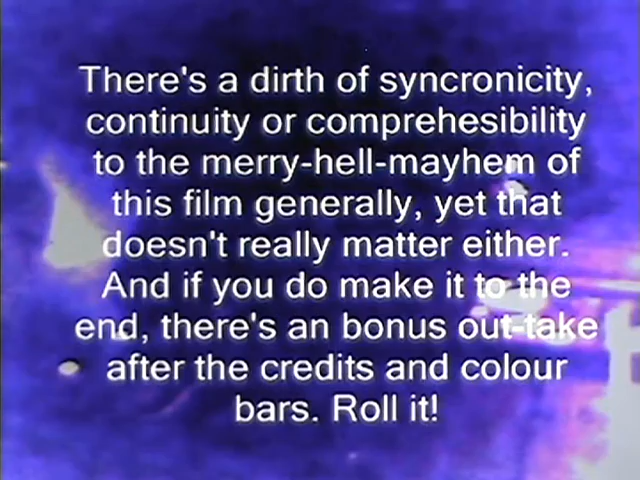 There's a dirth of syncronicity,
continuity or comprehesibility
to the merry-hell-mayhem of
this film generally, yet that
doesn't really matter either.
And if you do make it to the
end, there's an bonus out-take
after the credits and colour
bars. Roll it!